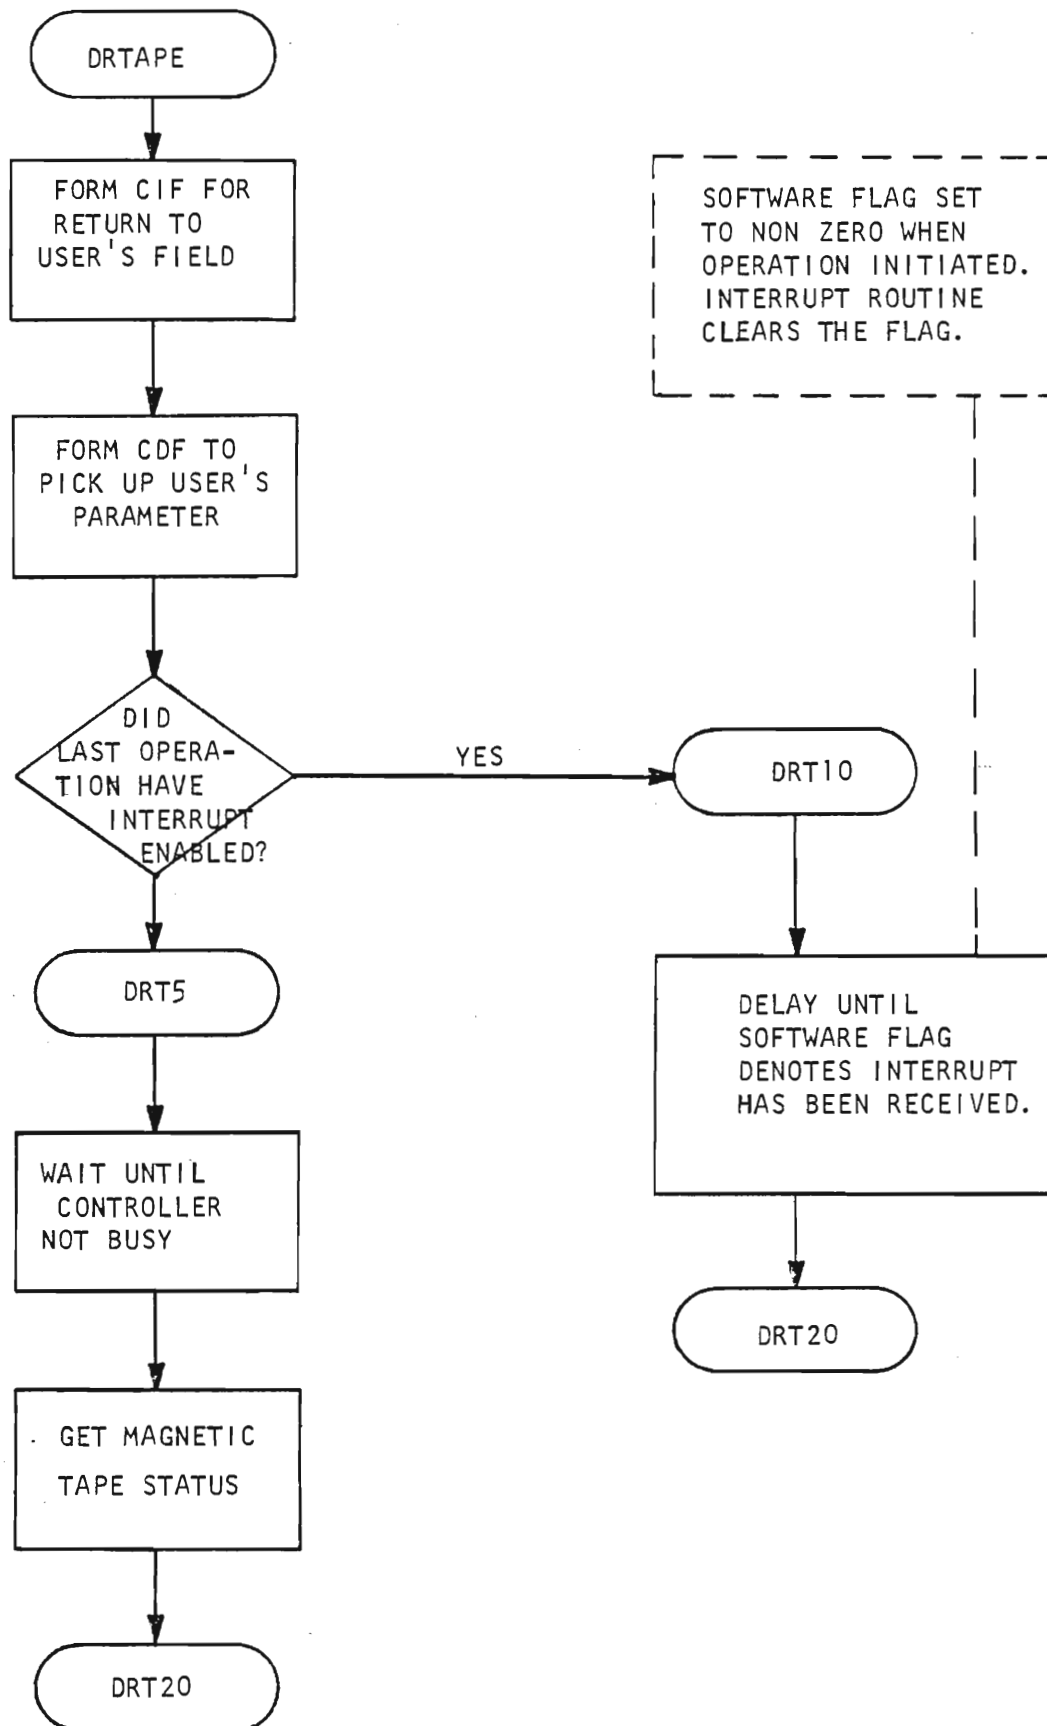 DRTAPE
FORM CIF FOR
RETURN TO
USER'S FIELD
SOFTWARE FLAG SET
TO NON ZERO WHEN
OPERATION INITIATED.
INTERRUPT ROUTINE
CLEARS THE FLAG.
FORM CDF TO
PICK UP USER'S
PARAMETER
DID
LAST OPERA-
TION HAVE
INTERRUPT
ENABLED?
YES
DRT10
DRT5
DELAY UNTIL
SOFTWARE FLAG
DENOTES INTERRUPT
HAS BEEN RECEIVED.
WAIT UNTIL
CONTROLLER
NOT BUSY
DRT20
GET MAGNETIC
TAPE STATUS
DRT20